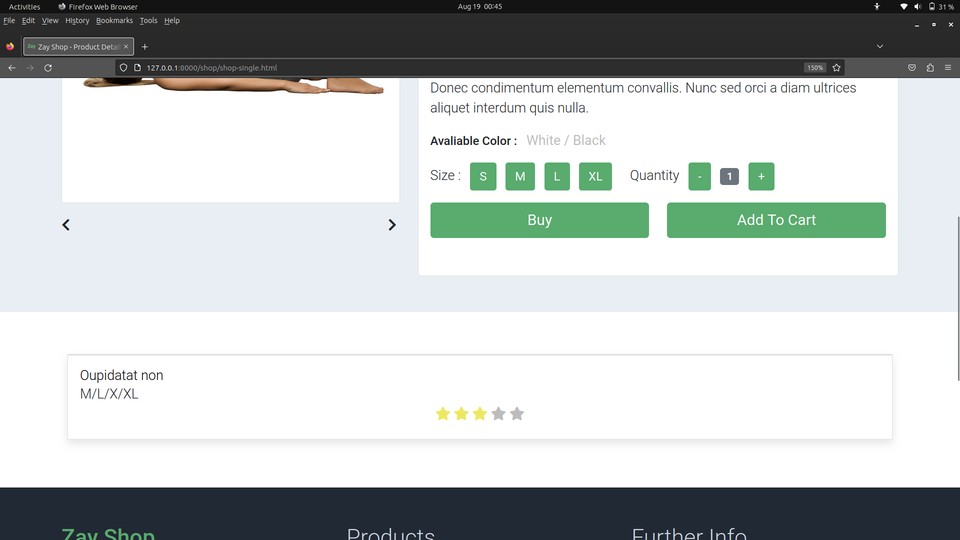 Activities
Firefox Web Browser
Aug 19 00:45
31 %
File Edit View History Bookmarks Tools Help
Zay Shop - Product Detai
127.0.0.1:8000/shop/shop-single.html
150%
Donec condimentum elementum convallis. Nunc sed orci a diam ultrices
aliquet interdum quis nulla.
Avaliable Color : White / Black
Size : S M L XL Quantity - 1 +
Buy Add To Cart
Oupidatat non
M/L/X/XL
Zay Shop Products Further Info